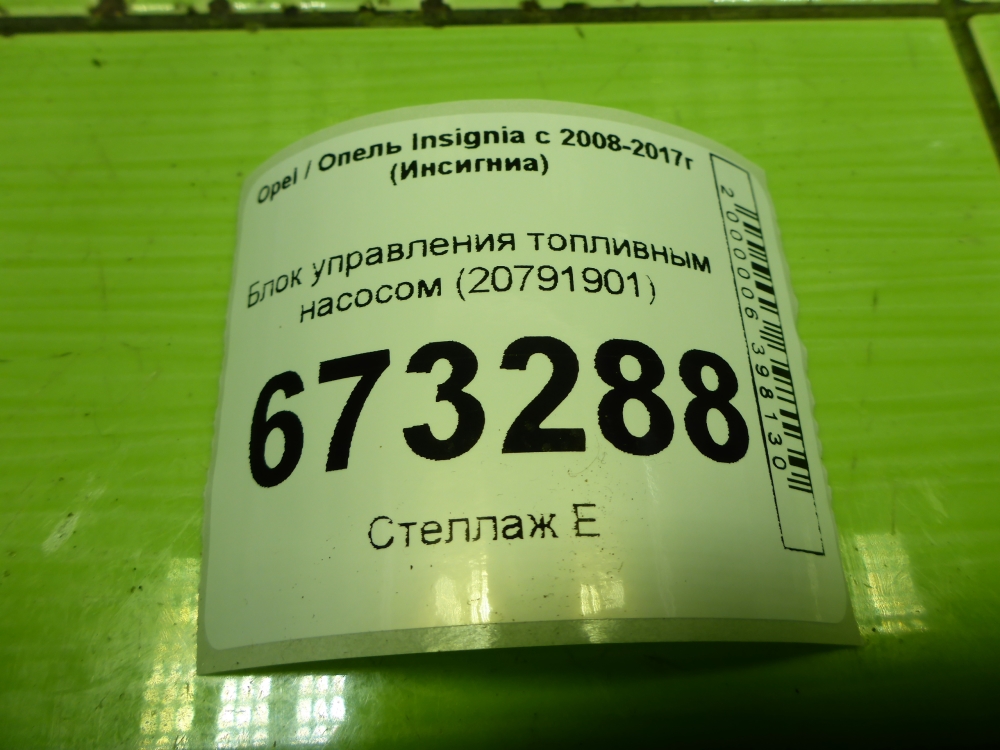 Opel / Опель Insignia с 2008-2017г
(Инсигниа)
Блок управления топливным
насосом (20791901)
673288
Стеллаж Е
2000006398130